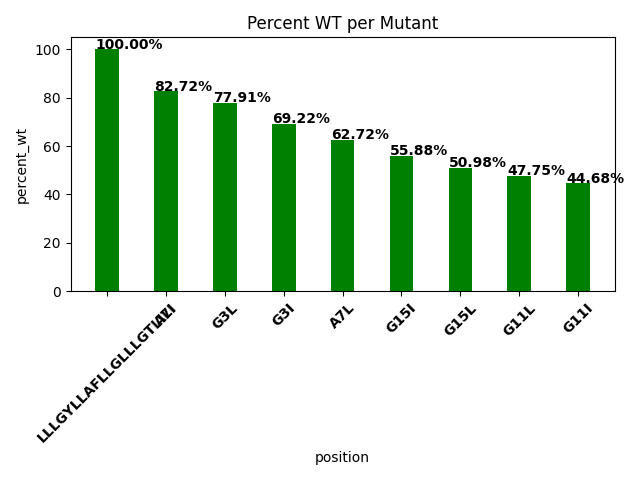 Percent WT per Mutant
100.00%
82.72%
77.91%
69.22%
62.72%
55.88%
50.98%
47.75%
44.68%
percent_wt
100
80
60
40
20
0
A7I
G3L
G3I
A7L
G15I
G15L
G11L
G11I
position